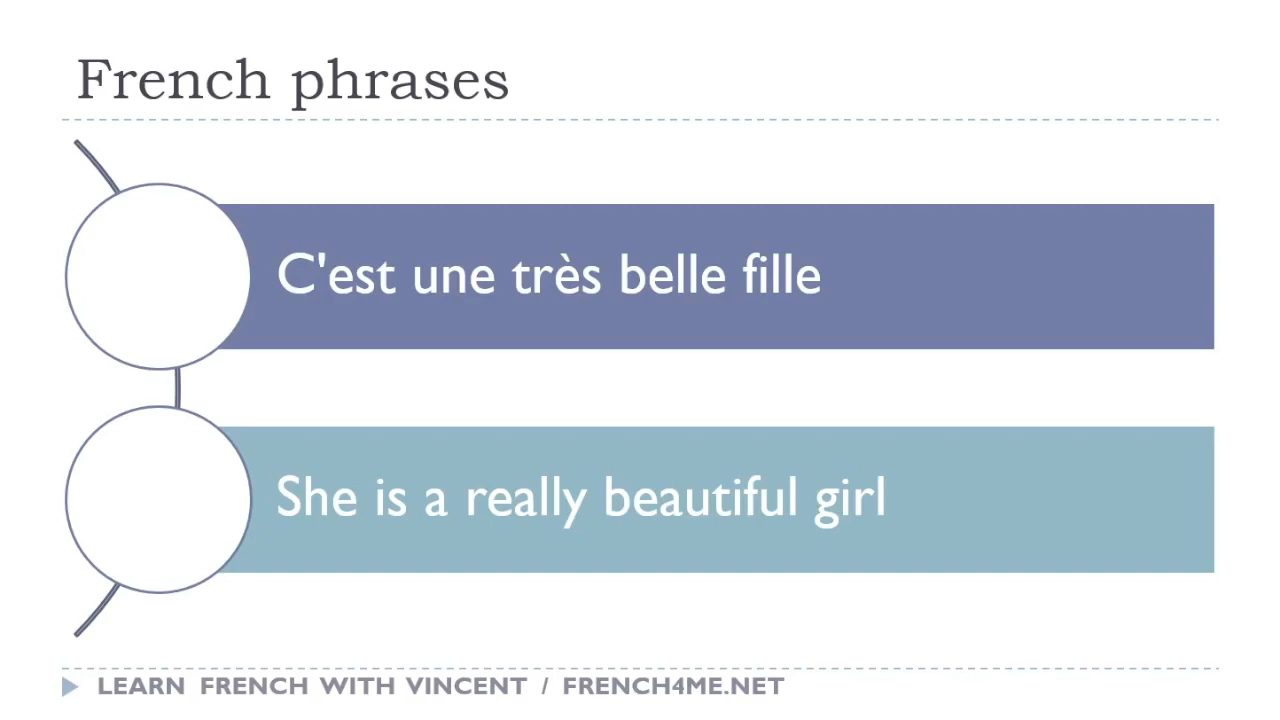 French phrases
C'est une très belle fille
She is a really beautiful girl
LEARN FRENCH WITH VINCENT / FRENCH4ME.NET